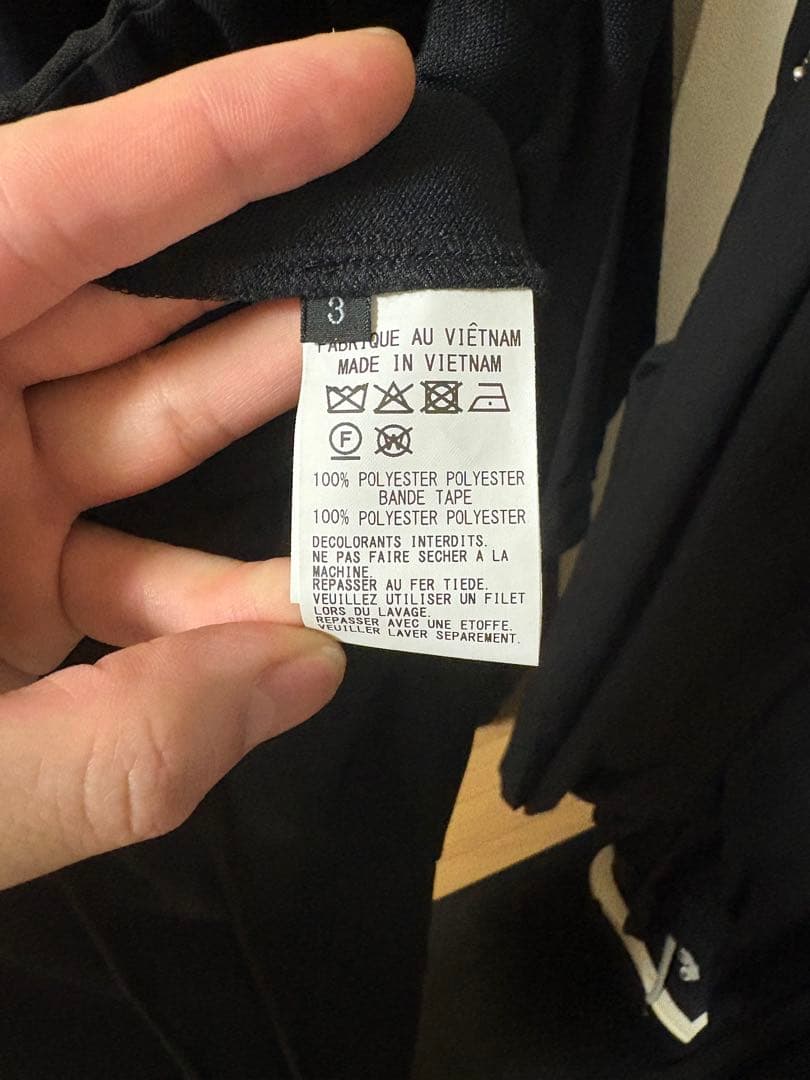 3
FABRIQUE AU VIÊTNAM
MADE IN VIETNAM
F W
100% POLYESTER POLYESTER
BANDE TAPE
100% POLYESTER POLYESTER
DECOLORANTS INTERDITS.
NE PAS FAIRE SECHER A LA
MACHINE.
REPASSER AU FER TIEDE.
VEUILLEZ UTILISER UN FILET
LORS DU LAVAGE.
REPASSER AVEC UNE ETOFFE.
VEUILLER LAVER SEPAREMENT.